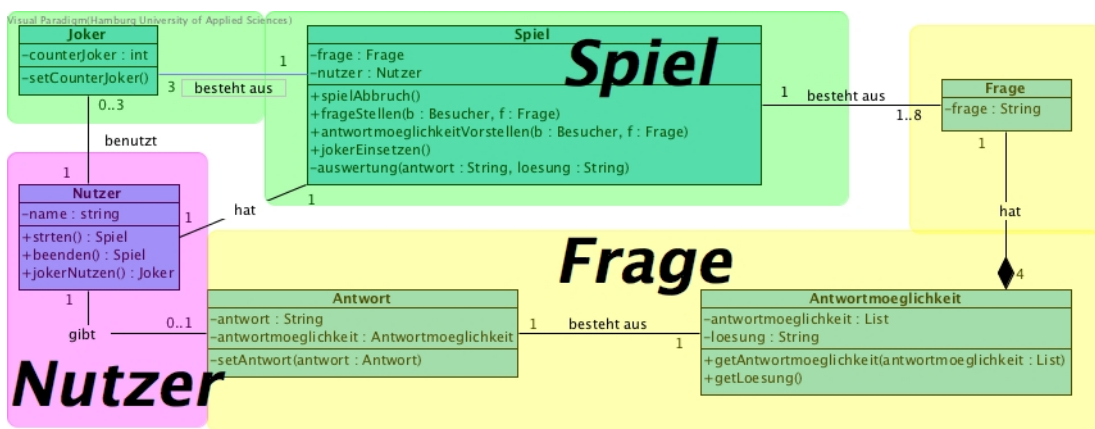 Visual Paradigm(Hamburg University of Applied Sciences)
Joker
-counterJoker : int
-setCounterJoker()
Spiel
-frage : Frage
-nutzer : Nutzer
+spielAbbruch()
+frageStellen(b : Besucher, f : Frage)
+antwortmoeglichkeitVorstellen(b : Besucher, f : Frage)
+jokerEinsetzen()
-auswertung(antwort : String, loesung : String)
Spiel
1
3
besteht aus
0..3
benutzt
1
1
besteht aus
1..8
Frage
-frage : String
1
hat
4
Nutzer
-name : string
+strten() : Spiel
+beenden() : Spiel
+jokerNutzen() : Joker
1
hat
1
1
gibt
0..1
Nutzer
Frage
Antwort
-antwort : String
-antwortmoeglichkeit : Antwortmoeglichkeit
-setAntwort(antwort : Antwort)
1
besteht aus
1
Antwortmoeglichkeit
-antwortmoeglichkeit : List
-loesung : String
+getAntwortmoeglichkeit(antwortmoeglichkeit : List)
+getLoesung()